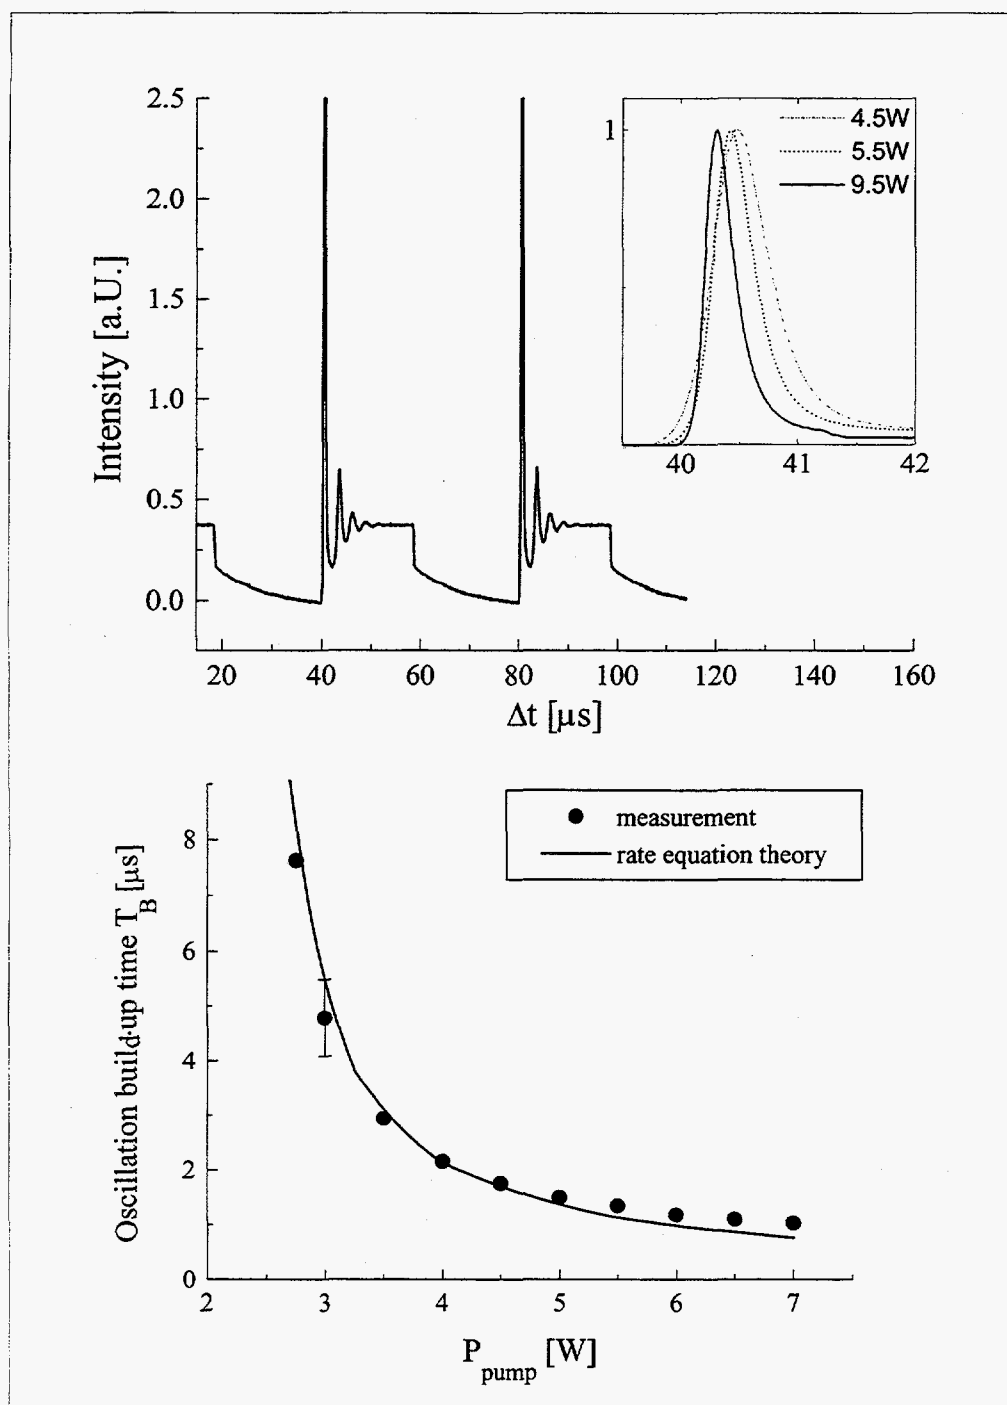 2.5
2.0
1.5
1.0
0.5
0.0
Intensity [a.U.]
20 40 60 80 100 120 140 160
Δt [μs]
1
4.5W
5.5W
9.5W
40 41 42
8
6
4
2
0
Oscillation build-up time T_B [μs]
measurement
rate equation theory
2 3 4 5 6 7
P_pump [W]